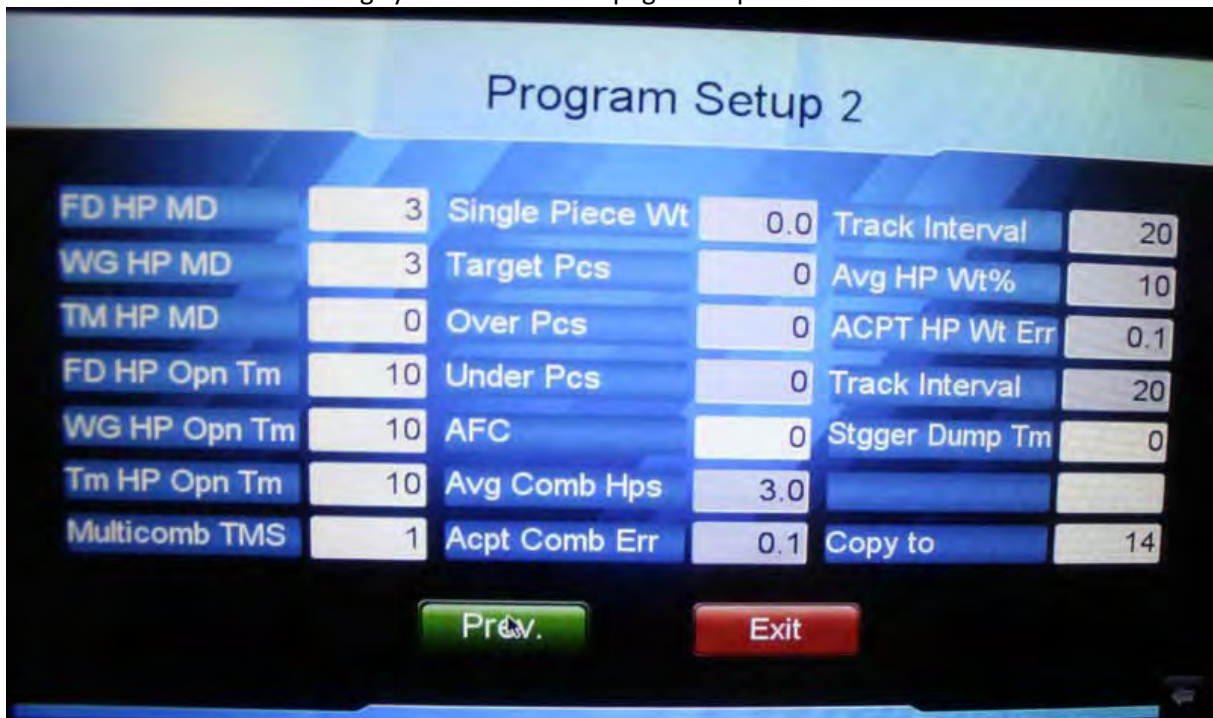 Program Setup 2
FD HP MD 3 Single Piece Wt 0.0 Track Interval 20
WG HP MD 3 Target Pcs 0 Avg HP Wt% 10
TM HP MD 0 Over Pcs 0 ACPT HP Wt Err 0.1
FD HP Opn Tm 10 Under Pcs 0 Track Interval 20
WG HP Opn Tm 10 AFC 0 Stgger Dump Tm 0
Tm HP Opn Tm 10 Avg Comb Hps 3.0
Multicomb TMS 1 Acpt Comb Err 0.1 Copy to 14
Prev. Exit